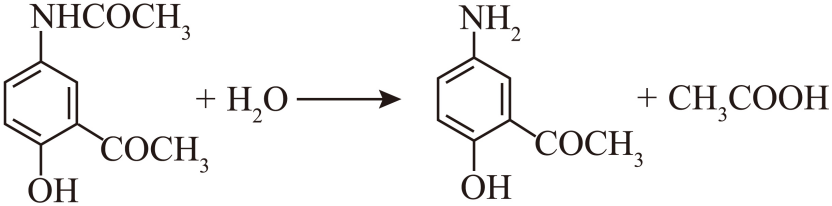 NHCOCH₃
NH₂
+ H₂O
+ CH₃COOH
COCH₃
COCH₃
OH
OH